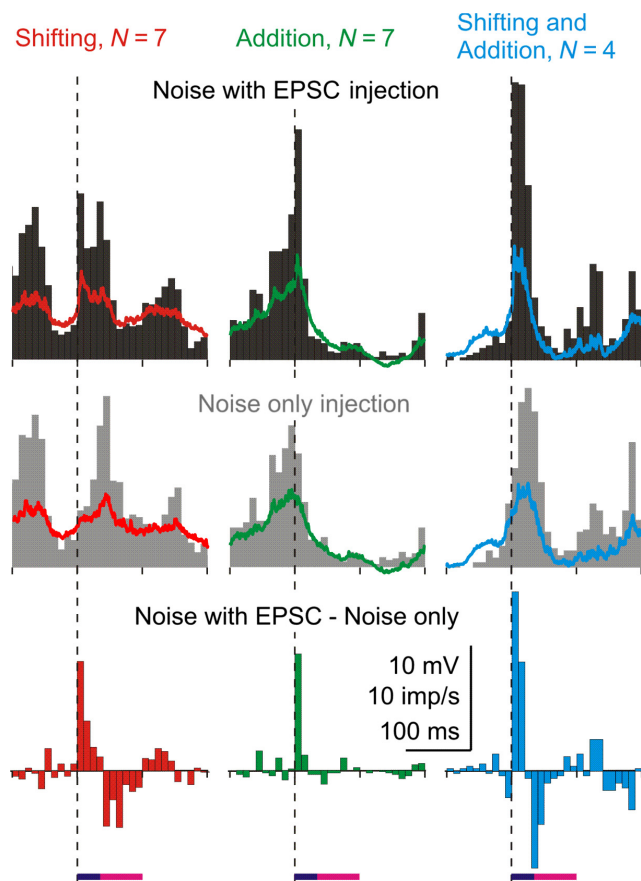 Shifting, N = 7
Addition, N = 7
Shifting and
Addition, N = 4
Noise with EPSC injection
Noise only injection
Noise with EPSC - Noise only
10 mV
10 imp/s
100 ms